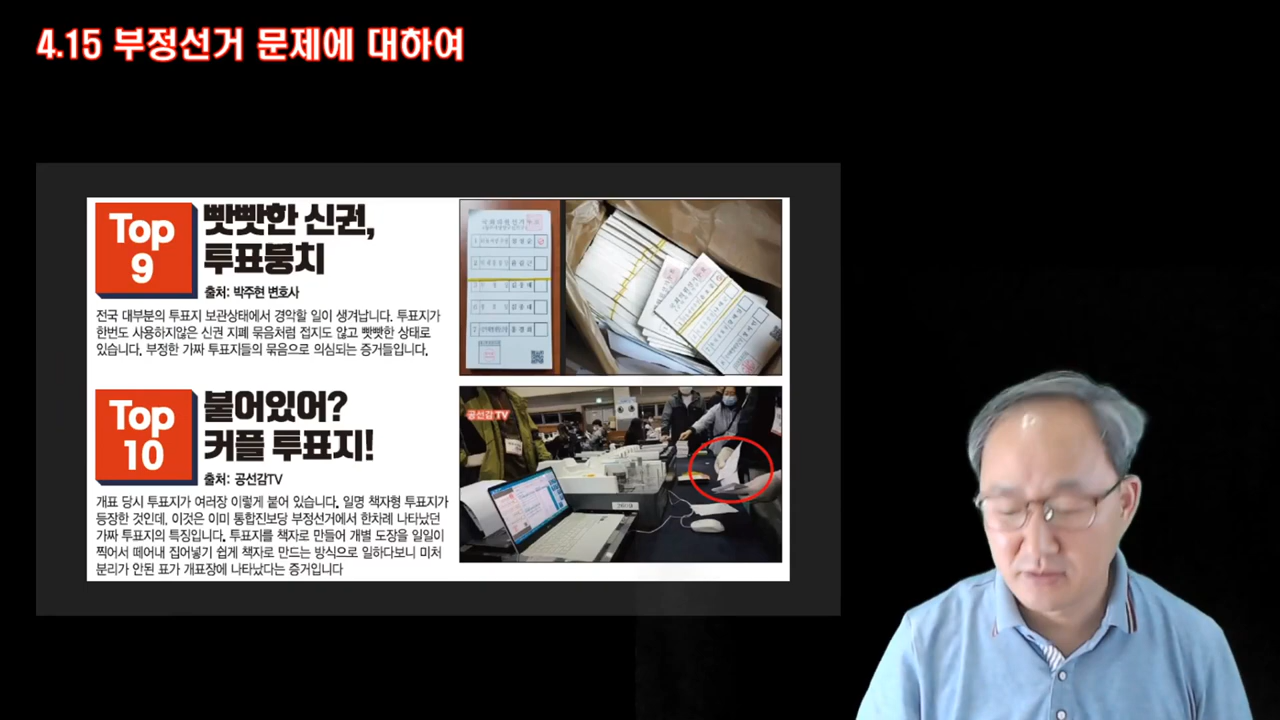 4.15 부정선거 문제에 대하여
Top
9
빳빳한 신권,
투표뭉치
출처: 박주현 변호사
전국 대부분의 투표지 보관상태에서 경악할 일이 생겨납니다. 투표지가
한번도 사용하지않은 신권 지폐 묶음처럼 접지도 않고 빳빳한 상태로
있습니다. 부정한 가짜 투표지들의 묶음으로 의심되는 증거들입니다.
Top
10
붙어있어?
커플 투표지!
출처: 공선감TV
개표 당시 투표지가 여러장 이렇게 붙어 있습니다. 일명 책자형 투표지가
등장한 것인데, 이것은 이미 통합진보당 부정선거에서 한차례 나타났던
가짜 투표지의 특징입니다. 투표지를 책자로 만들어 개별 도장을 일일이
찍어서 떼어내 집어넣기 쉽게 책자로 만드는 방식으로 일하다보니 미처
분리가 안된 표가 개표장에 나타났다는 증거입니다
공선감TV